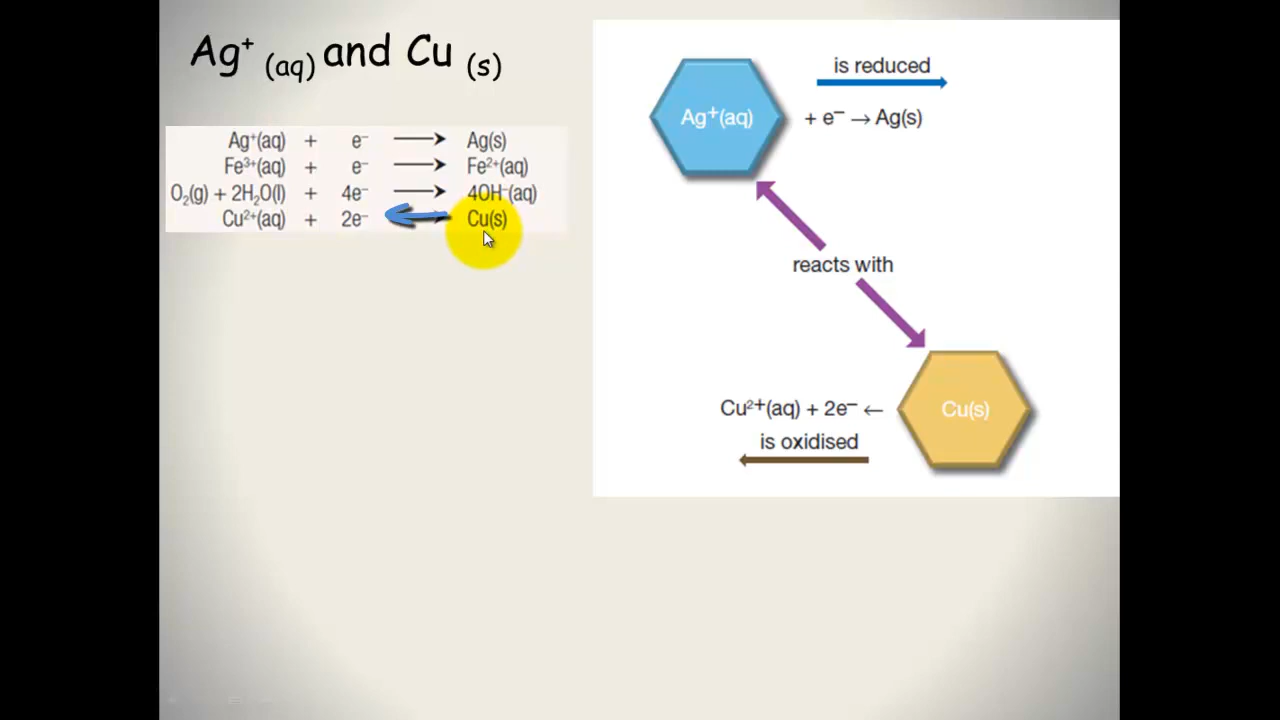 Ag⁺ (aq) and Cu (s)
Ag⁺(aq) + e⁻ ⟶ Ag(s)
Fe³⁺(aq) + e⁻ ⟶ Fe²⁺(aq)
O₂(g) + 2H₂O(l) + 4e⁻ ⟶ 4OH⁻(aq)
Cu²⁺(aq) + 2e⁻ ⟵ Cu(s)
is reduced
Ag⁺(aq) + e⁻ → Ag(s)
reacts with
Cu²⁺(aq) + 2e⁻ ← Cu(s)
is oxidised